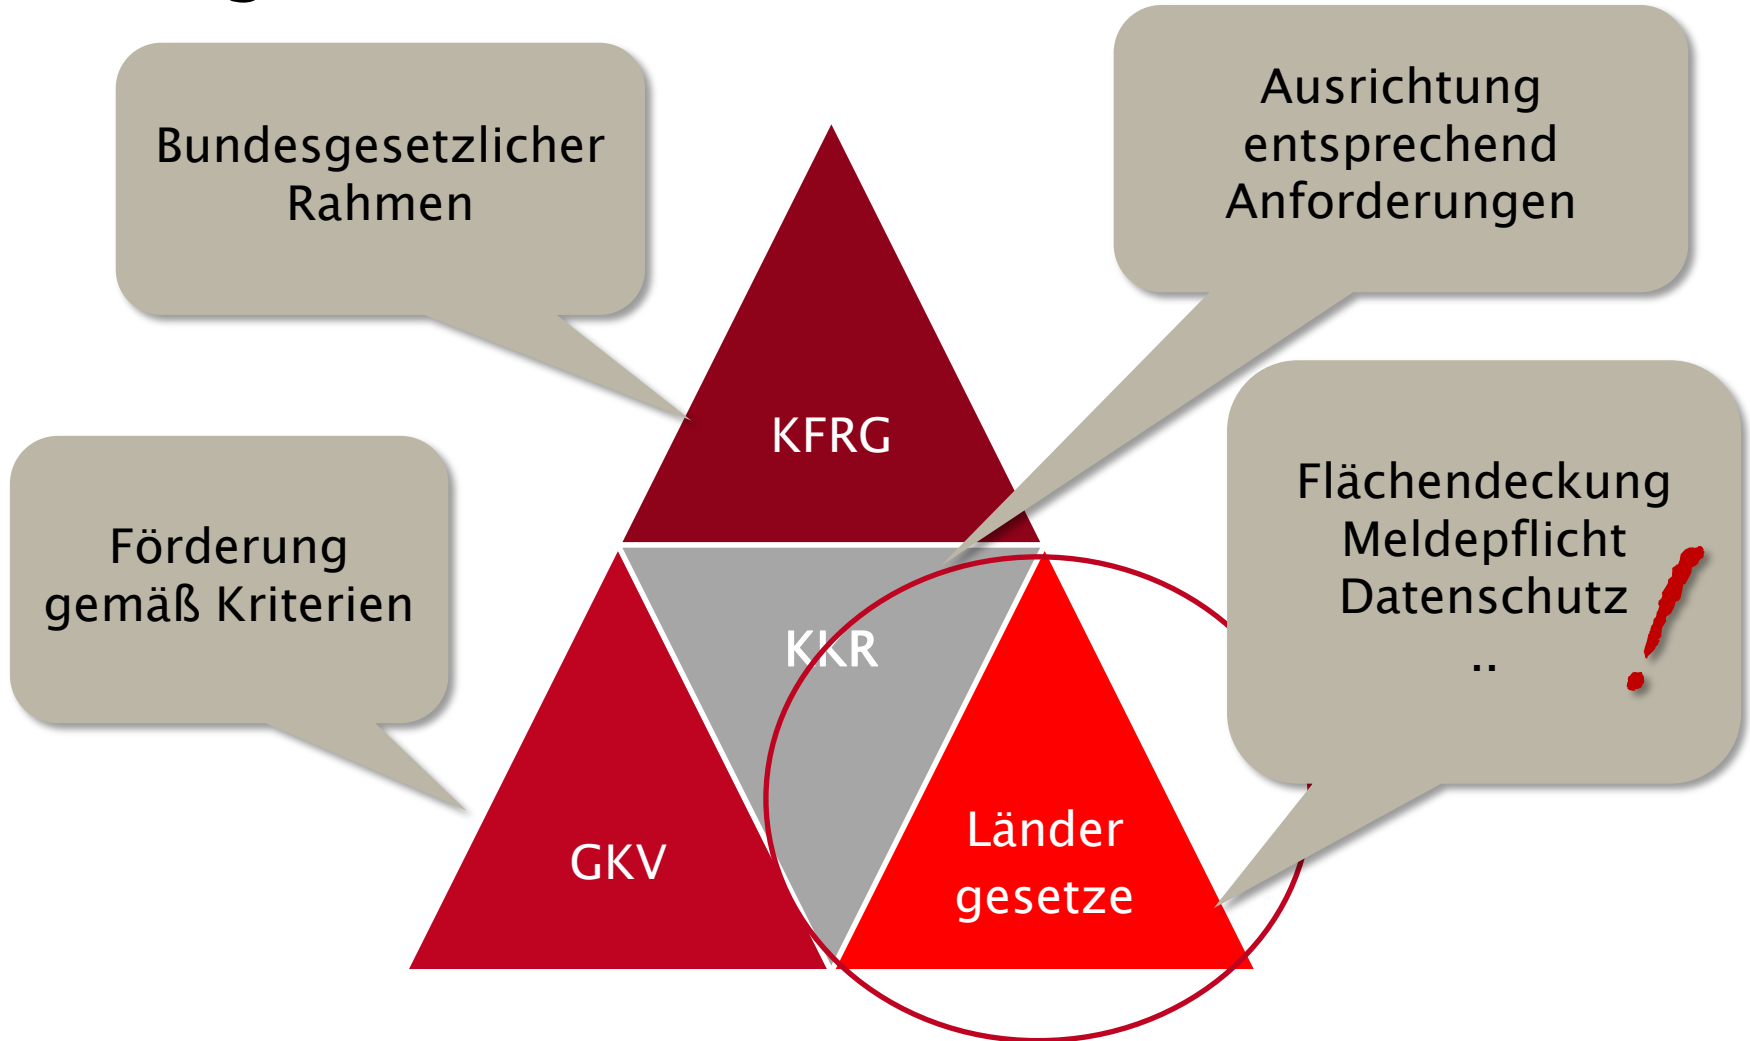 Bundesgesetzlicher
Rahmen
Ausrichtung
entsprechend
Anforderungen
KFRG
Förderung
gemäß Kriterien
Flächendeckung
Meldepflicht
Datenschutz
..
!
KKR
GKV
Länder
gesetze